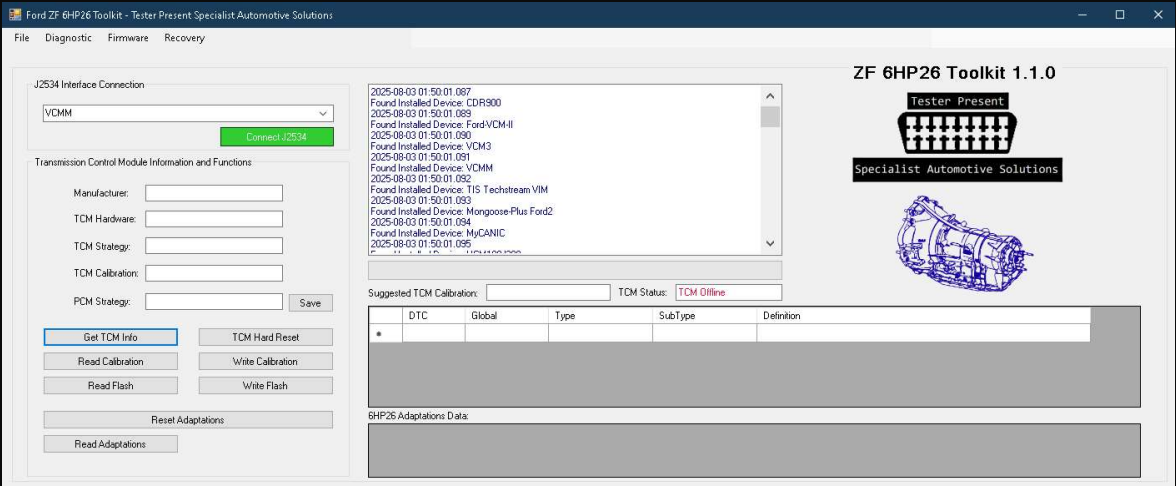 Ford ZF 6HP26 Toolkit - Tester Present Specialist Automotive Solutions
File Diagnostic Firmware Recovery
J2534 Interface Connection
VCMM
Connect J2534
Transmission Control Module Information and Functions
Manufacturer:
TCM Hardware:
TCM Strategy:
TCM Calibration:
PCM Strategy:
Save
Get TCM Info
TCM Hard Reset
Read Calibration
Write Calibration
Read Flash
Write Flash
Reset Adaptations
Read Adaptations
2025-08-03 01:50:01.087
Found Installed Device: CDR900
2025-08-03 01:50:01.089
Found Installed Device: Ford-VCM-II
2025-08-03 01:50:01.090
Found Installed Device: VCM3
2025-08-03 01:50:01.091
Found Installed Device: VCMM
2025-08-03 01:50:01.092
Found Installed Device: TIS Techstream VIM
2025-08-03 01:50:01.093
Found Installed Device: Mongoose-Plus Ford2
2025-08-03 01:50:01.094
Found Installed Device: MyCANIC
2025-08-03 01:50:01.095
Suggested TCM Calibration:
TCM Status: TCM Offline
DTC Global Type SubType Definition
6HP26 Adaptations Data:
ZF 6HP26 Toolkit 1.1.0
Tester Present
Specialist Automotive Solutions